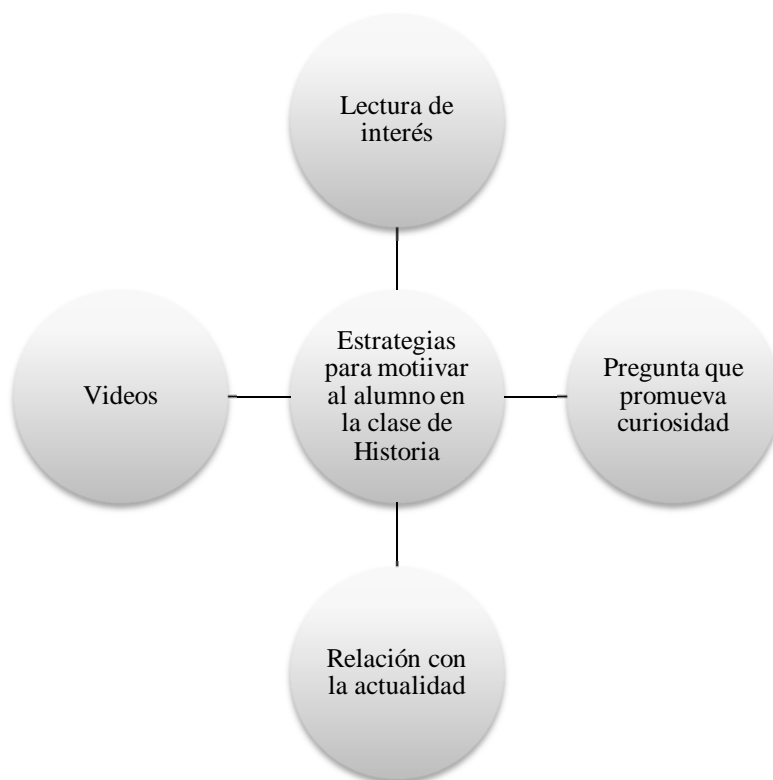 Lectura de
interés
Videos
Estrategias
para motiivar
al alumno en
la clase de
Historia
Pregunta que
promueva
curiosidad
Relación con
la actualidad